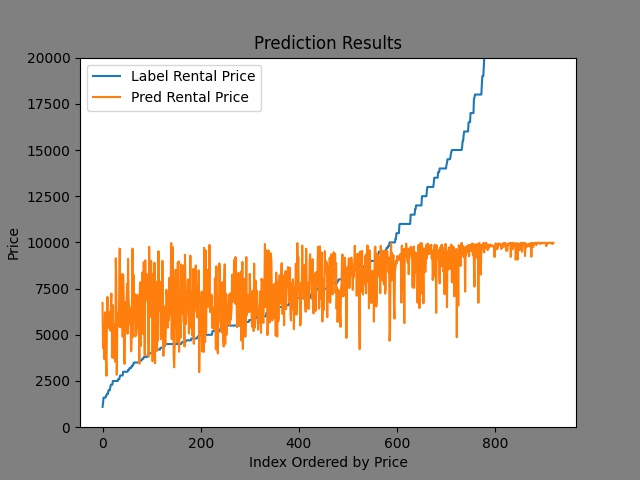 Prediction Results
20000
17500
15000
12500
10000
7500
5000
2500
0
Price
Label Rental Price
Pred Rental Price
0 200 400 600 800
Index Ordered by Price